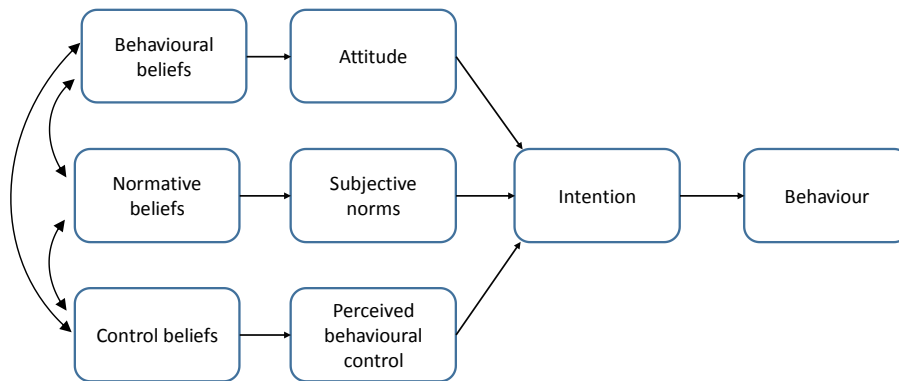 Behavioural
beliefs
Attitude
Normative
beliefs
Subjective
norms
Intention
Behaviour
Control beliefs
Perceived
behavioural
control